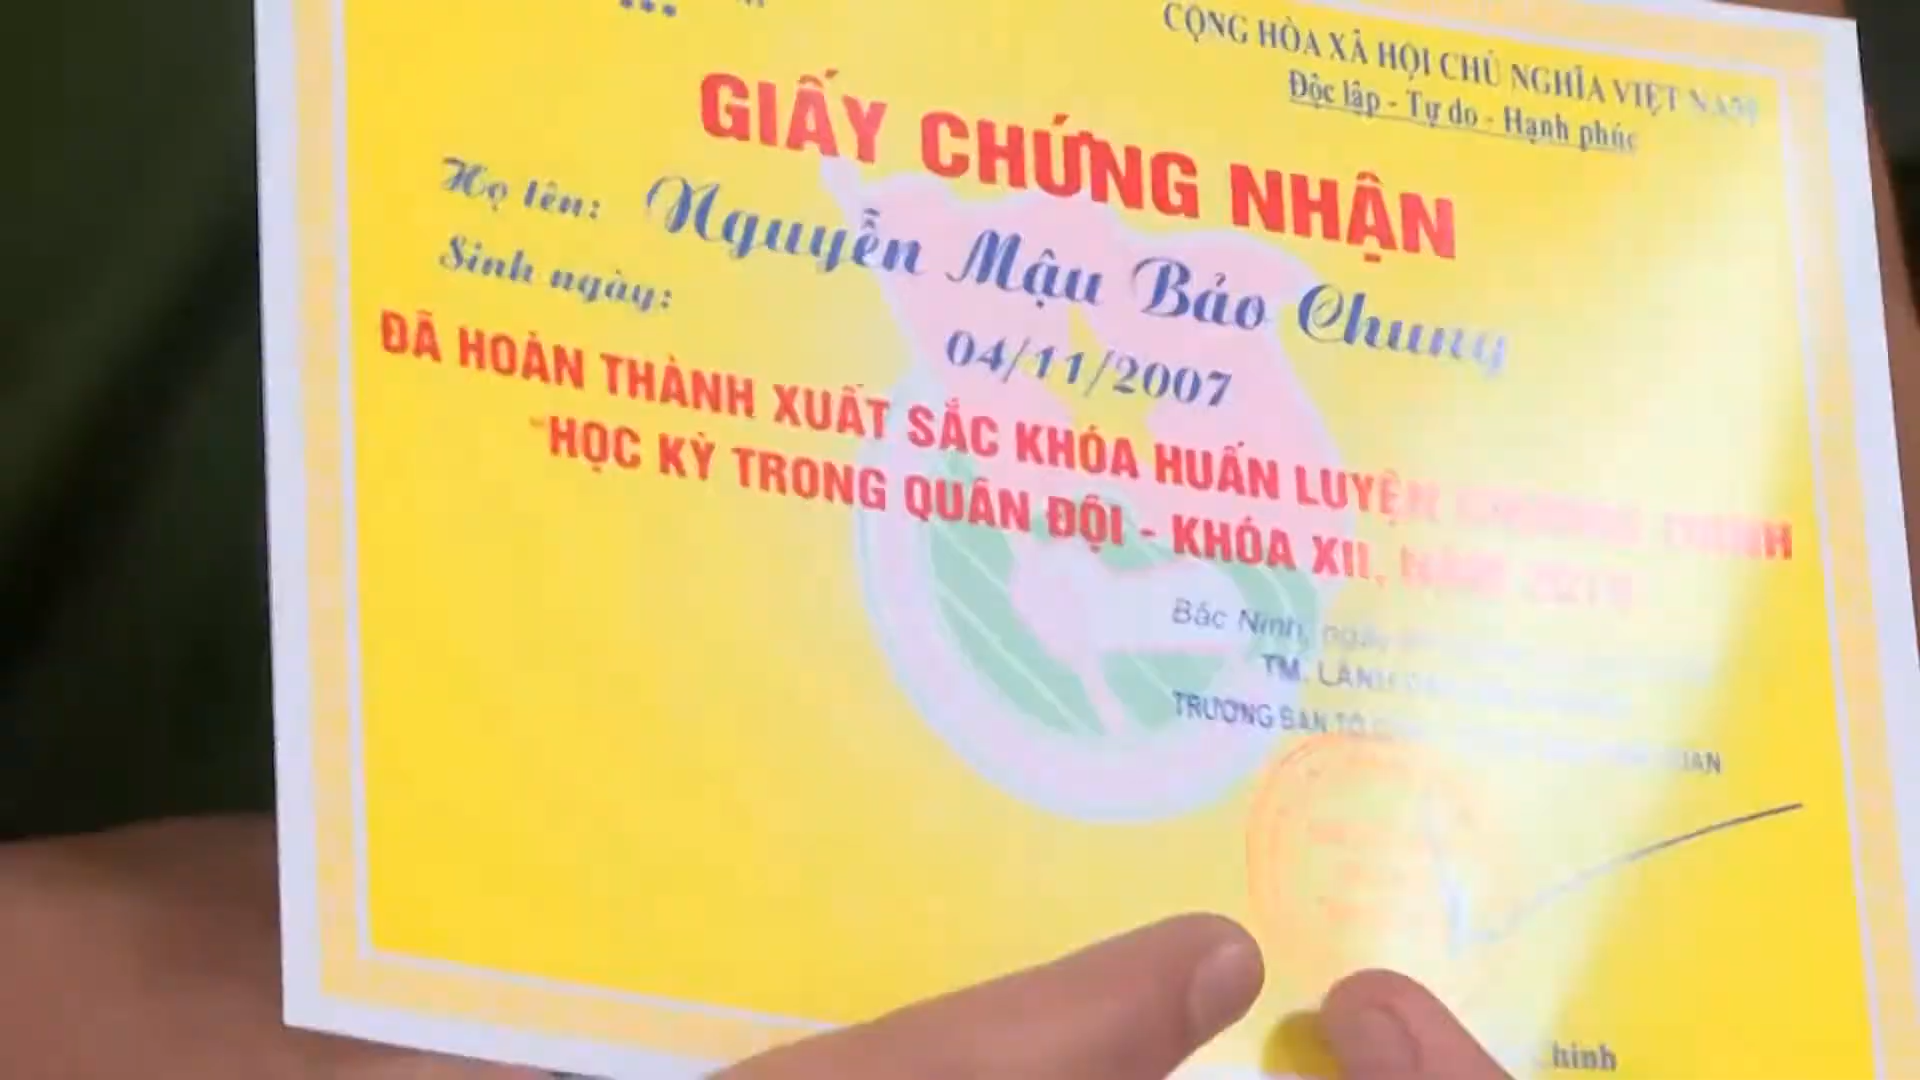 CỘNG HÒA XÃ HỘI CHỦ NGHĨA VIỆT NAM
Độc lập - Tự do - Hạnh phúc
GIẤY CHỨNG NHẬN
Họ tên: Nguyễn Mậu Bảo Chung
Sinh ngày: 04/11/2007
ĐÃ HOÀN THÀNH XUẤT SẮC KHÓA HUẤN LUYỆN
"HỌC KỲ TRONG QUÂN ĐỘI - KHÓA XII, NĂM
Bắc Ninh, ngày
TM.
TRƯỞNG BAN TỔ